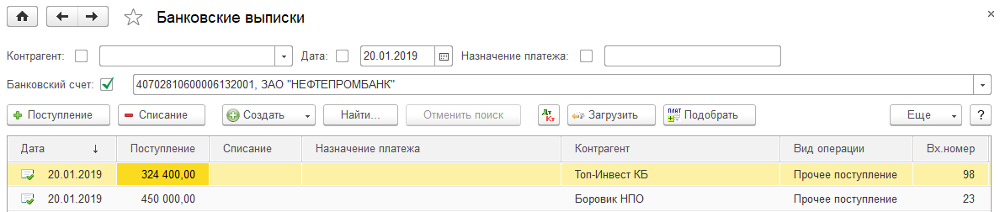 Банковские выписки
Контрагент: Дата: 20.01.2019 Назначение платежа:
Банковский счет: 40702810600006132001, ЗАО "НЕФТЕПРОМБАНК"
Поступление Списание Создать Найти... Отменить поиск Дт Кт Загрузить ПЛАТ Подобрать Еще ?
Дата ↓ Поступление Списание Назначение платежа Контрагент Вид операции Вх.номер
20.01.2019 324 400,00 Топ-Инвест КБ Прочее поступление 98
20.01.2019 450 000,00 Боровик НПО Прочее поступление 23